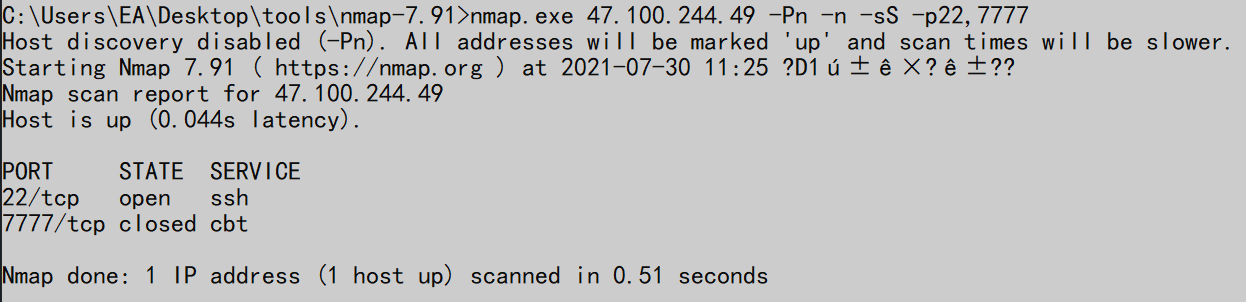 C:\Users\EA\Desktop\tools\nmap-7.91>nmap.exe 47.100.244.49 -Pn -n -sS -p22,7777
Host discovery disabled (-Pn). All addresses will be marked 'up' and scan times will be slower.
Starting Nmap 7.91 ( https://nmap.org ) at 2021-07-30 11:25 ?D1ú±ê×?ê±??
Nmap scan report for 47.100.244.49
Host is up (0.044s latency).
PORT     STATE  SERVICE
22/tcp   open   ssh
7777/tcp closed cbt
Nmap done: 1 IP address (1 host up) scanned in 0.51 seconds